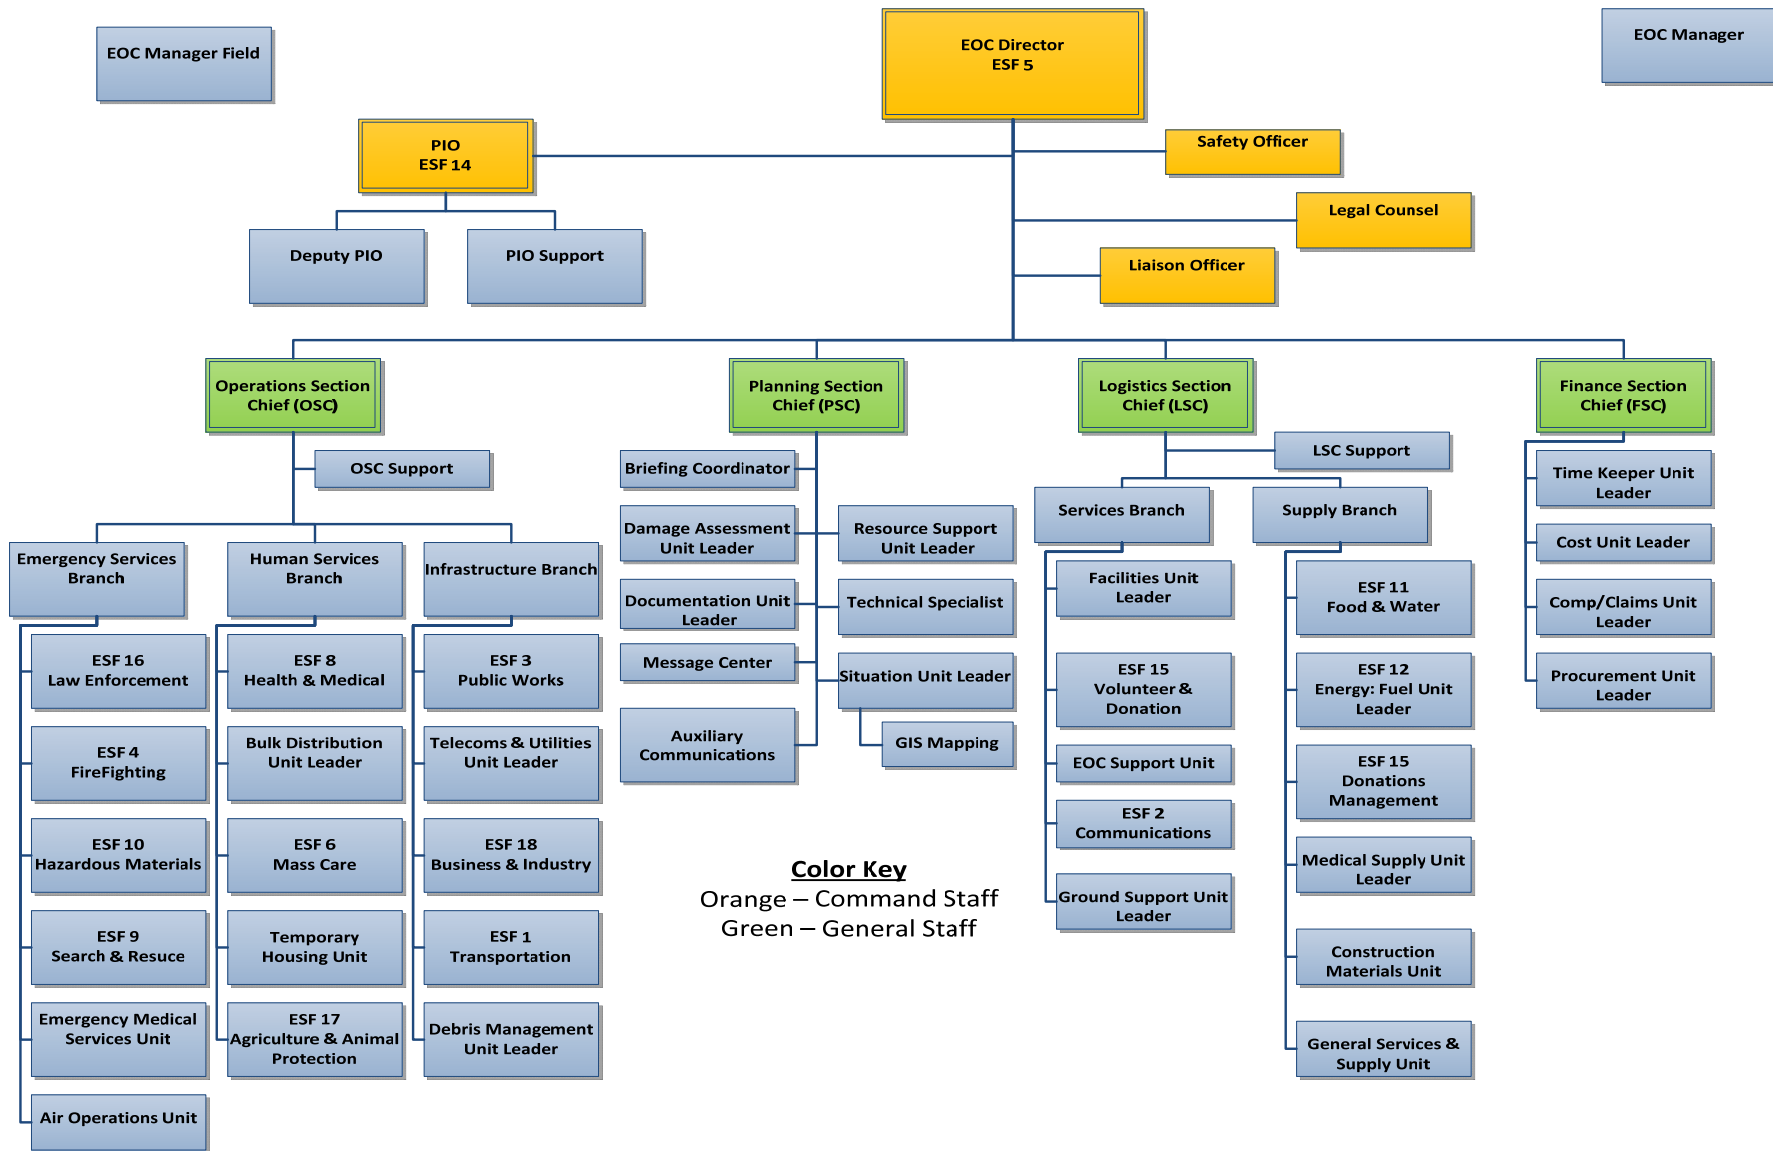 EOC Manager Field
EOC Director
ESF 5
EOC Manager
PIO
ESF 14
Safety Officer
Legal Counsel
Deputy PIO
PIO Support
Liaison Officer
Operations Section
Chief (OSC)
Planning Section
Chief (PSC)
Logistics Section
Chief (LSC)
Finance Section
Chief (FSC)
OSC Support
Emergency Services
Branch
Human Services
Branch
Infrastructure Branch
ESF 16
Law Enforcement
ESF 4
FireFighting
ESF 10
Hazardous Materials
ESF 9
Search & Resuce
Emergency Medical
Services Unit
Air Operations Unit
ESF 8
Health & Medical
Bulk Distribution
Unit Leader
ESF 6
Mass Care
Temporary
Housing Unit
ESF 17
Agriculture & Animal
Protection
ESF 3
Public Works
Telecoms & Utilities
Unit Leader
ESF 18
Business & Industry
ESF 1
Transportation
Debris Management
Unit Leader
Briefing Coordinator
Damage Assessment
Unit Leader
Documentation Unit
Leader
Message Center
Auxiliary
Communications
Resource Support
Unit Leader
Technical Specialist
Situation Unit Leader
GIS Mapping
LSC Support
Services Branch
Supply Branch
Facilities Unit
Leader
ESF 15
Volunteer &
Donation
EOC Support Unit
ESF 2
Communications
Ground Support Unit
Leader
ESF 11
Food & Water
ESF 12
Energy: Fuel Unit
Leader
ESF 15
Donations
Management
Medical Supply Unit
Leader
Construction
Materials Unit
General Services &
Supply Unit
Time Keeper Unit
Leader
Cost Unit Leader
Comp/Claims Unit
Leader
Procurement Unit
Leader
Color Key
Orange – Command Staff
Green – General Staff